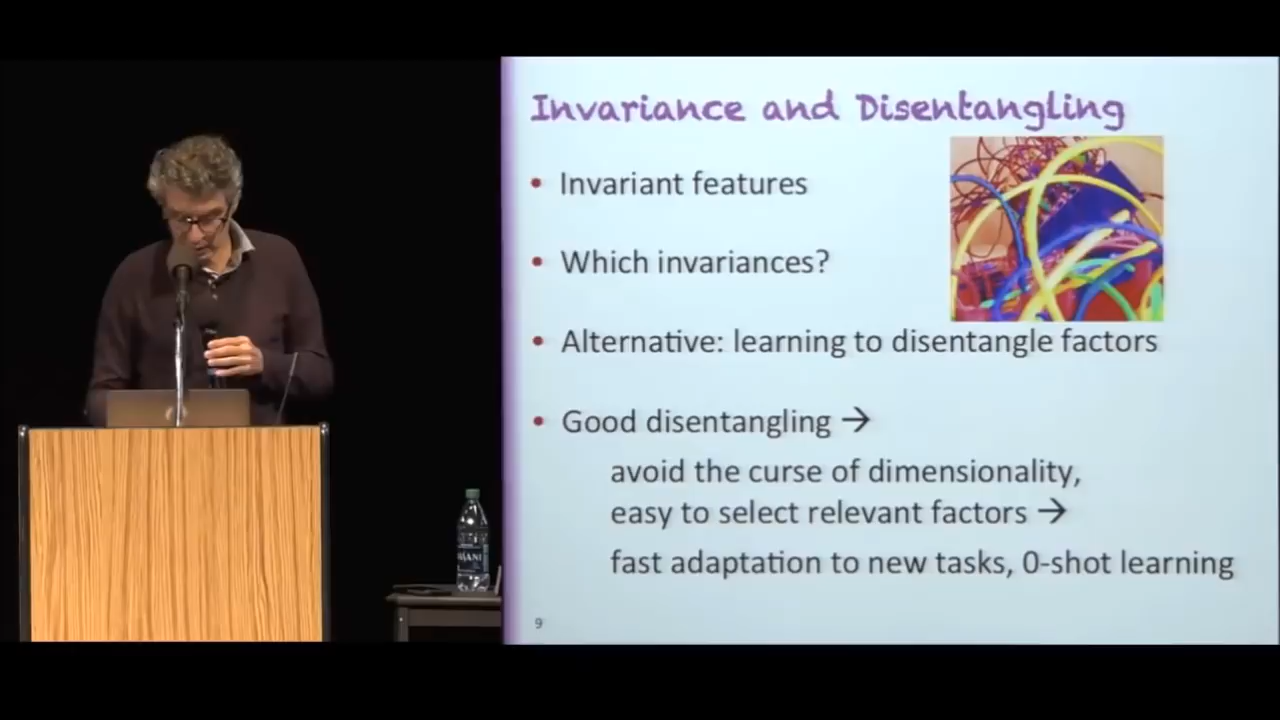 Invariance and Disentangling
• Invariant features
• Which invariances?
• Alternative: learning to disentangle factors
• Good disentangling →
avoid the curse of dimensionality,
easy to select relevant factors →
fast adaptation to new tasks, 0-shot learning
9
DASANI